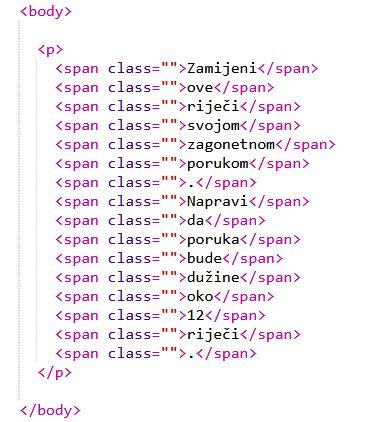 <body>
<p>
<span class="">Zamijeni</span>
<span class="">ove</span>
<span class="">riječi</span>
<span class="">svojom</span>
<span class="">zagonetnom</span>
<span class="">porukom</span>
<span class="">.</span>
<span class="">Napravi</span>
<span class="">da</span>
<span class="">poruka</span>
<span class="">bude</span>
<span class="">dužine</span>
<span class="">oko</span>
<span class="">12</span>
<span class="">riječi</span>
<span class="">.</span>
</p>
</body>